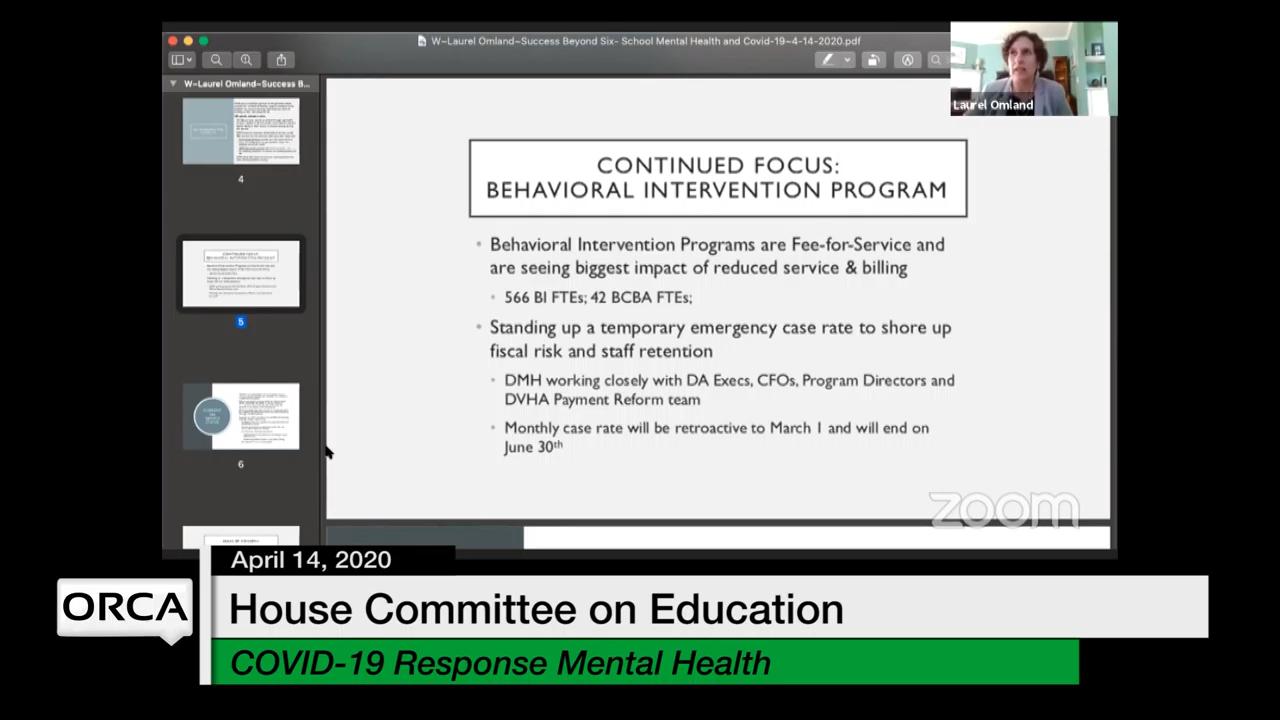 W~Laurel Omland~Success Beyond Six- School Mental Health and Covid-19~4-14-2020.pdf
W~Laurel Omland~Success B...
Laurel Omland
4
5
6
CONTINUED FOCUS:
BEHAVIORAL INTERVENTION PROGRAM
• Behavioral Intervention Programs are Fee-for-Service and
are seeing biggest impact of reduced service & billing
• 566 BI FTEs; 42 BCBA FTEs;
• Standing up a temporary emergency case rate to shore up
fiscal risk and staff retention
• DMH working closely with DA Execs, CFOs, Program Directors and
DVHA Payment Reform team
• Monthly case rate will be retroactive to March 1 and will end on
June 30th
zoom
April 14, 2020
ORCA
House Committee on Education
COVID-19 Response Mental Health